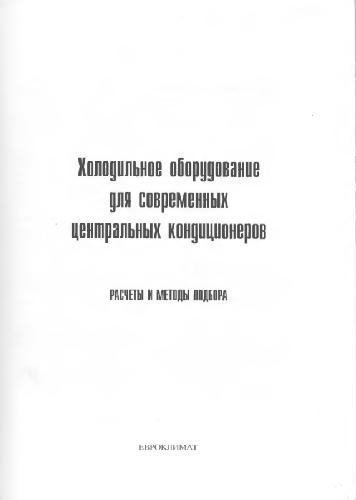 Холодильное оборудование
для современных
центральных кондиционеров
РАСЧЕТЫ И МЕТОДЫ ПОДБОРА
ЕВРОКЛИМАТ